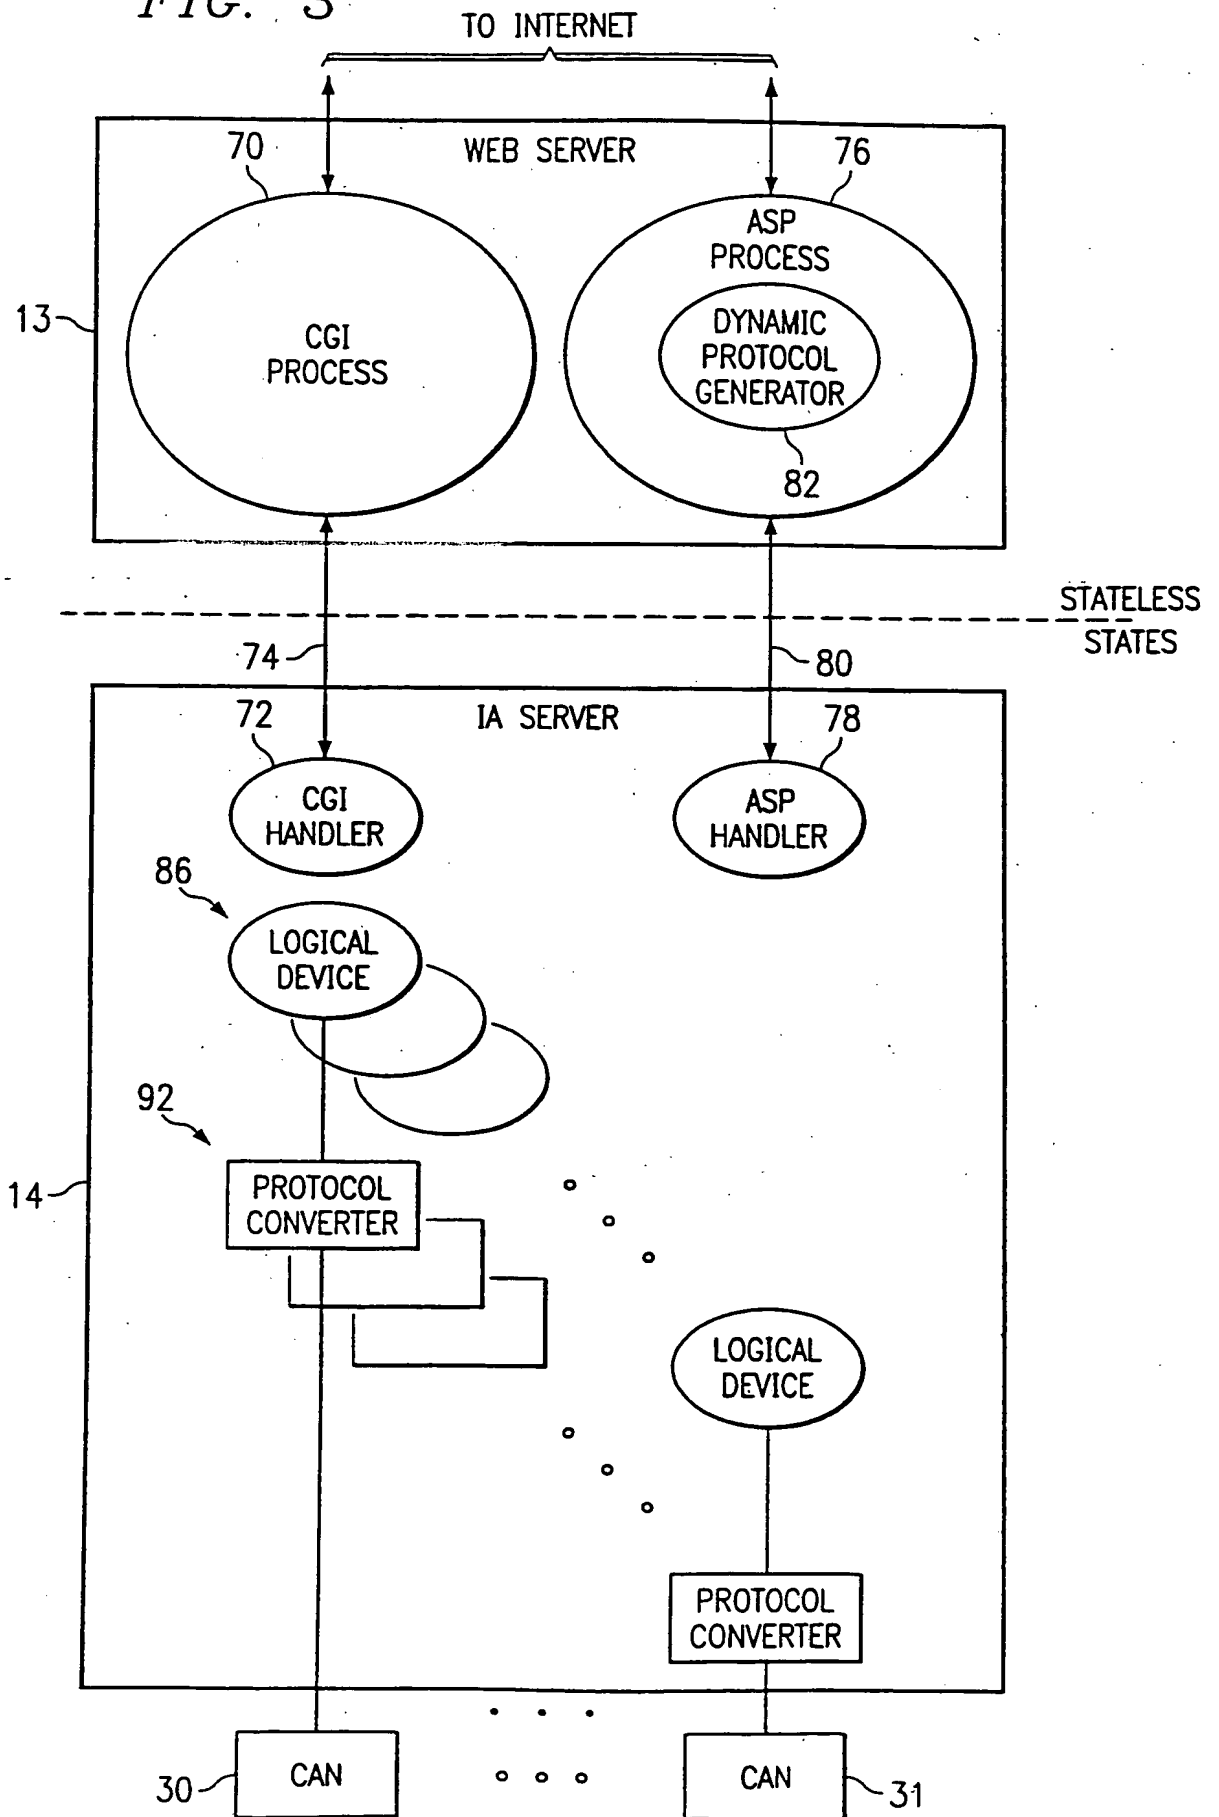 FIG. 3
TO INTERNET
WEB SERVER
70
76
ASP
PROCESS
DYNAMIC
PROTOCOL
GENERATOR
82
CGI
PROCESS
13
STATELESS
STATES
74
80
IA SERVER
72
78
CGI
HANDLER
ASP
HANDLER
86
LOGICAL
DEVICE
92
14
PROTOCOL
CONVERTER
LOGICAL
DEVICE
PROTOCOL
CONVERTER
30
CAN
CAN
31